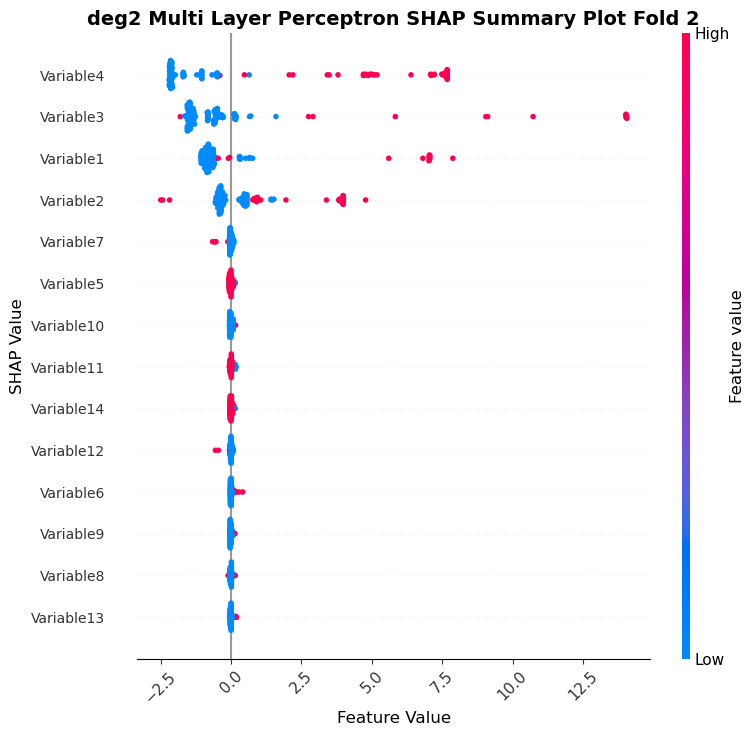 deg2 Multi Layer Perceptron SHAP Summary Plot Fold 2
High
Variable4
Variable3
Variable1
Variable2
Variable7
Variable5
Variable10
Variable11
Variable14
Variable12
Variable6
Variable9
Variable8
Variable13
SHAP Value
Feature value
Low
−2.5
0.0
2.5
5.0
7.5
10.0
12.5
Feature Value